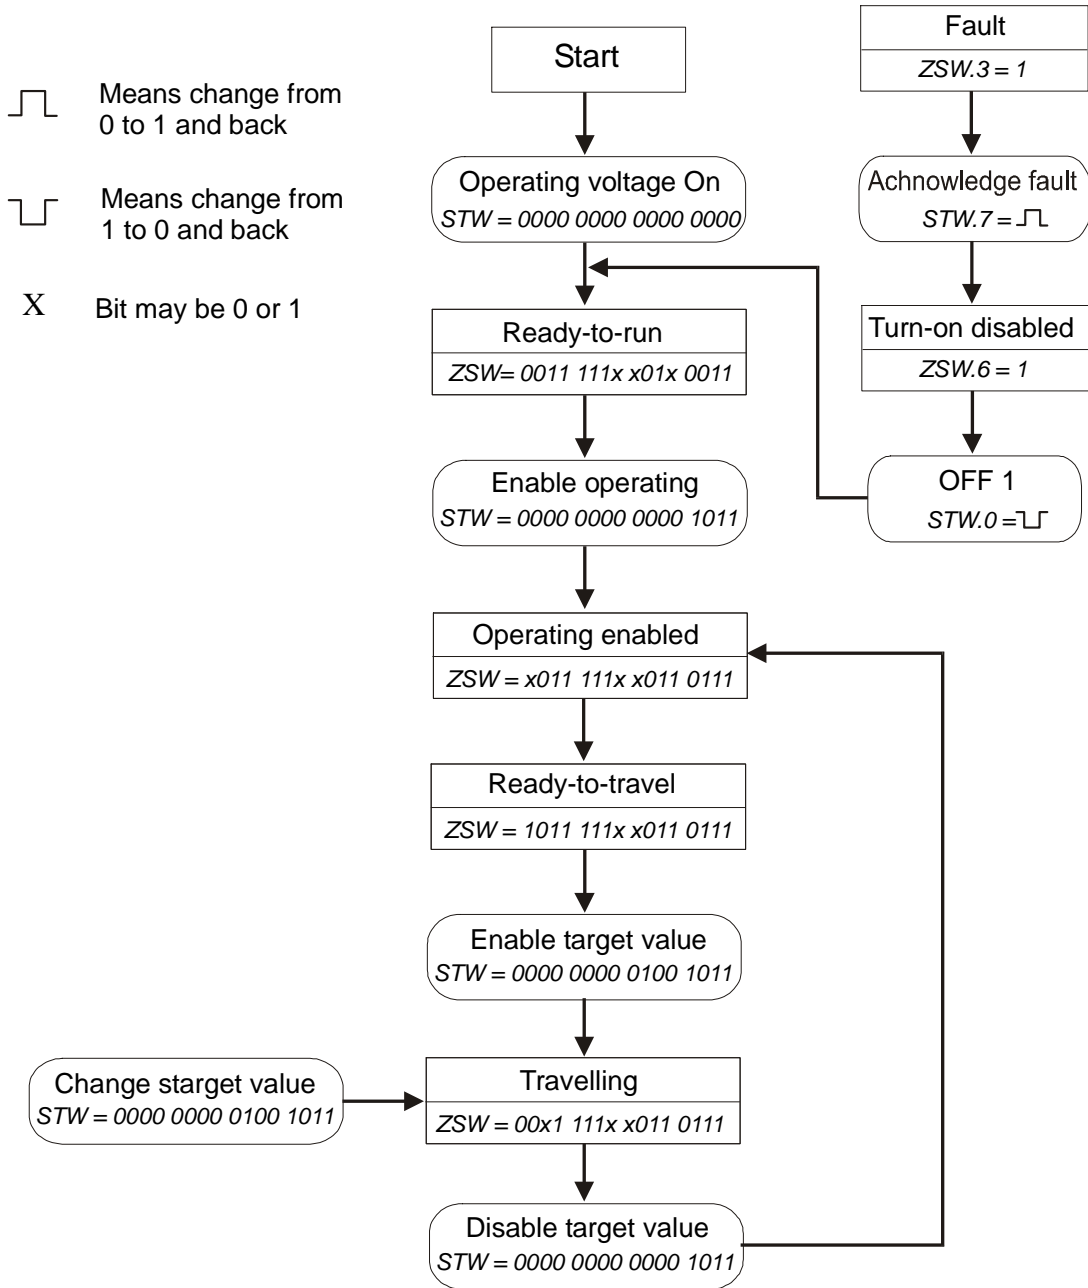 Means change from
0 to 1 and back
Means change from
1 to 0 and back
X Bit may be 0 or 1
Start
Operating voltage On
STW = 0000 0000 0000 0000
Ready-to-run
ZSW= 0011 111x x01x 0011
Enable operating
STW = 0000 0000 0000 1011
Operating enabled
ZSW = x011 111x x011 0111
Ready-to-travel
ZSW = 1011 111x x011 0111
Enable target value
STW = 0000 0000 0100 1011
Change starget value
STW = 0000 0000 0100 1011
Travelling
ZSW = 00x1 111x x011 0111
Disable target value
STW = 0000 0000 0000 1011
Fault
ZSW.3 = 1
Achnowledge fault
STW.7 =
Turn-on disabled
ZSW.6 = 1
OFF 1
STW.0 =